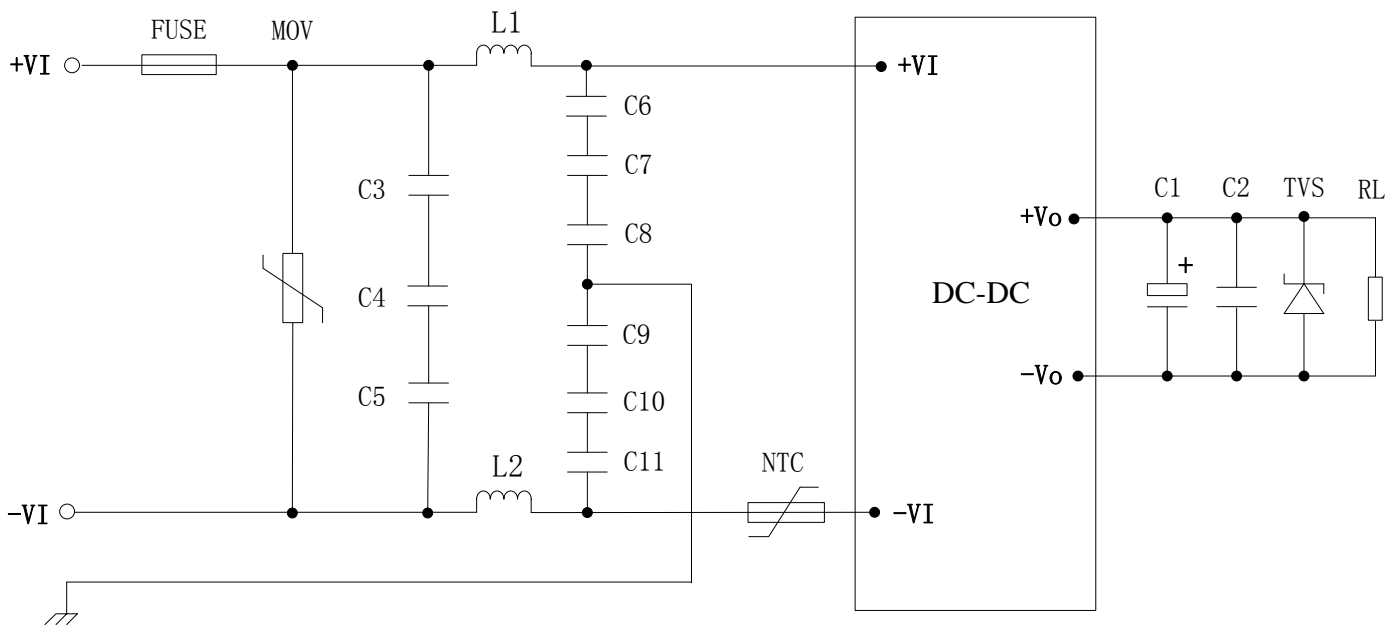 FUSE
MOV
L1
+VI
+VI
C6
C7
C3
C8
C1
C2
TVS
RL
+Vo
+
C4
DC-DC
C9
C5
-Vo
C10
L2
C11
NTC
-VI
-VI